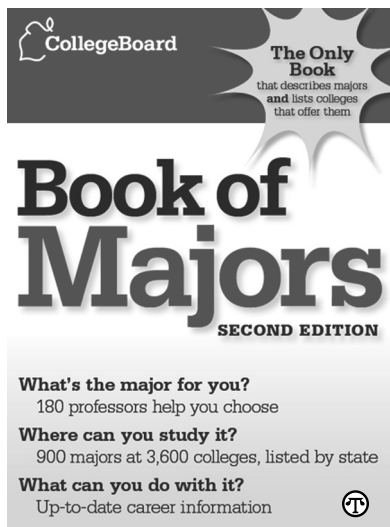 CollegeBoard
The Only
Book
that describes majors
and lists colleges
that offer them
Book of
Majors
SECOND EDITION
What's the major for you?
180 professors help you choose
Where can you study it?
900 majors at 3,600 colleges, listed by state
What can you do with it?
Up-to-date career information